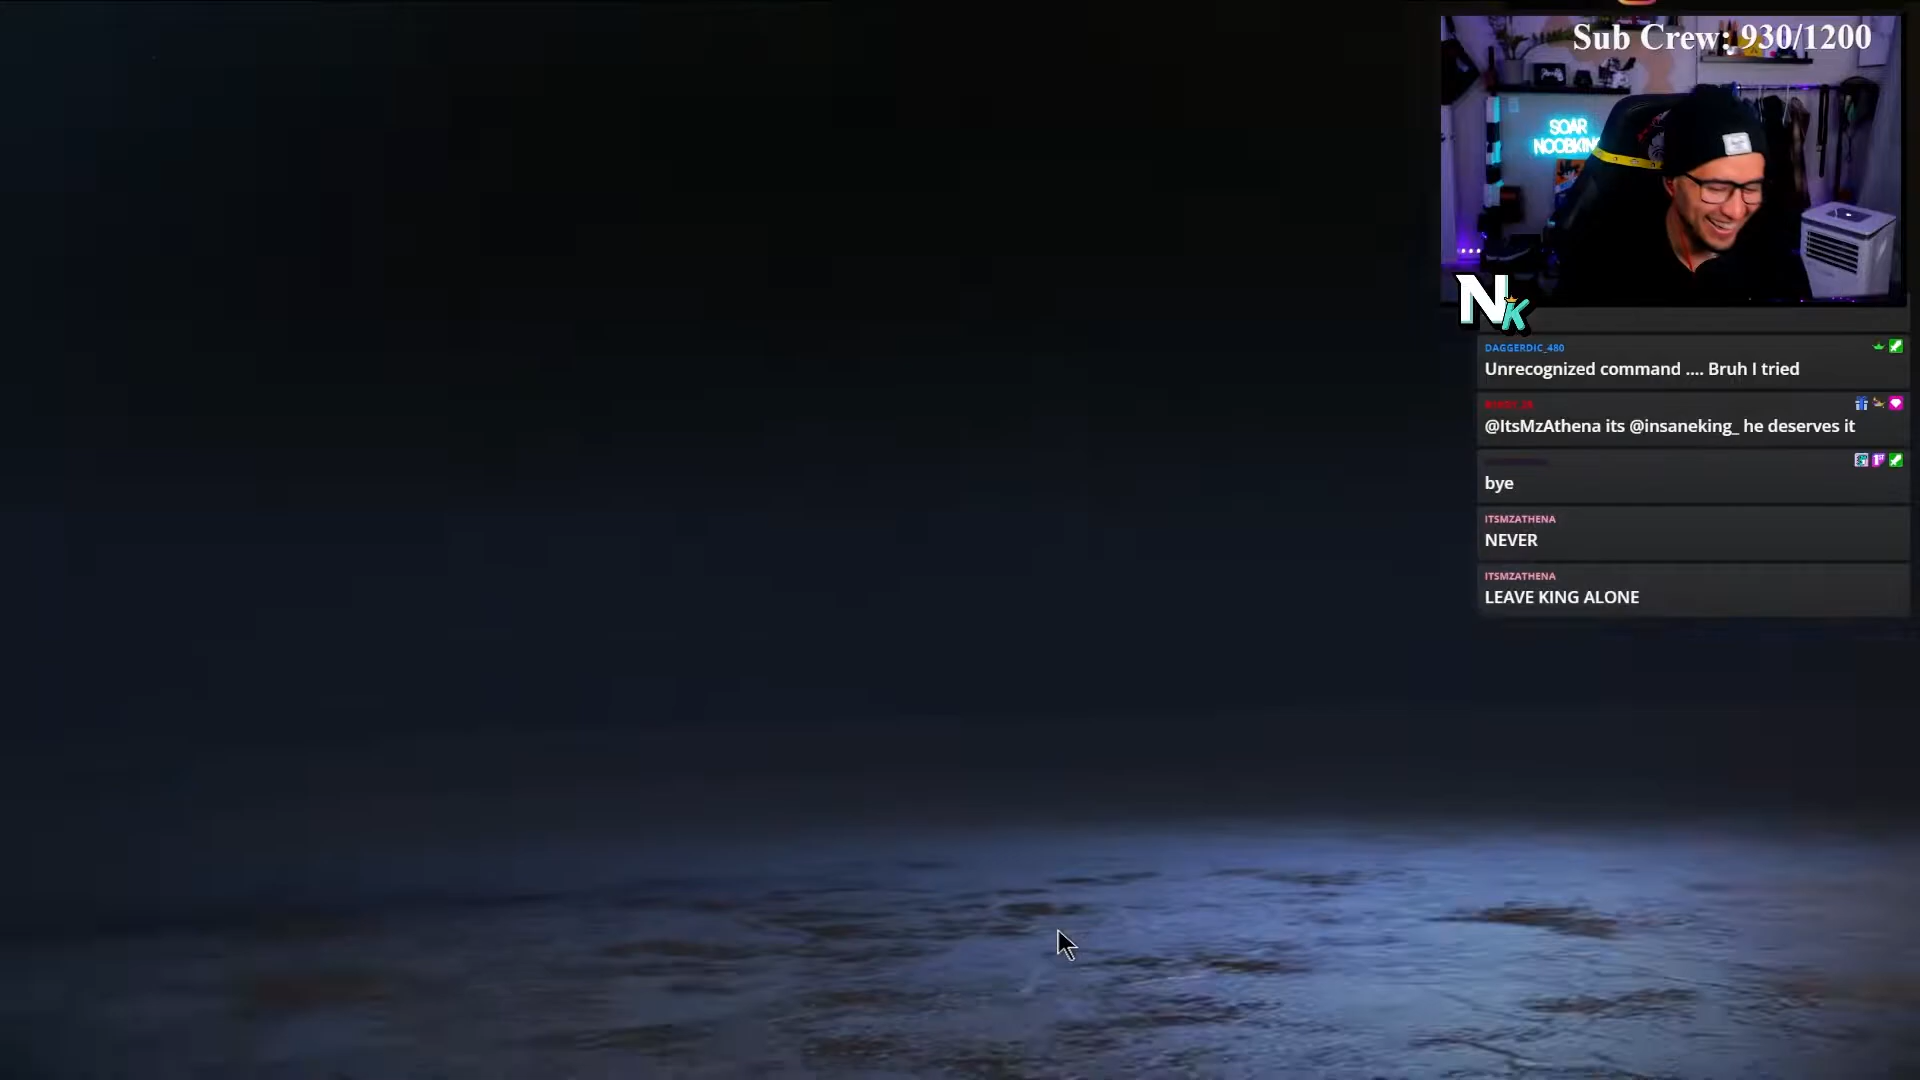 Sub Crew: 930/1200
SOAR
NOOBKING
NK
DAGGERDIC_480
Unrecognized command .... Bruh I tried
@ItsMzAthena its @insaneking_ he deserves it
bye
ITSMZATHENA
NEVER
ITSMZATHENA
LEAVE KING ALONE